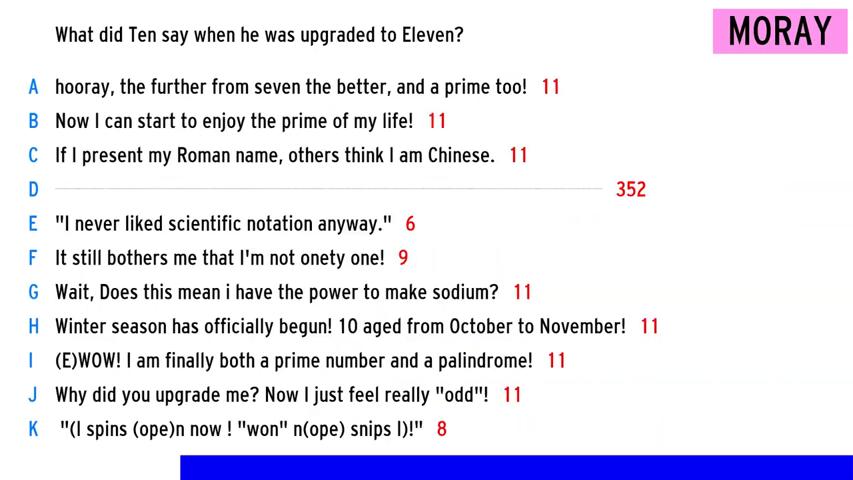 What did Ten say when he was upgraded to Eleven?
MORAY
A hooray, the further from seven the better, and a prime too! 11
B Now I can start to enjoy the prime of my life! 11
C If I present my Roman name, others think I am Chinese. 11
D 352
E "I never liked scientific notation anyway." 6
F It still bothers me that I'm not onety one! 9
G Wait, Does this mean i have the power to make sodium? 11
H Winter season has officially begun! 10 aged from October to November! 11
I (E)WOW! I am finally both a prime number and a palindrome! 11
J Why did you upgrade me? Now I just feel really "odd"! 11
K "(I spins (ope)n now ! "won" n(ope) snips I)!" 8